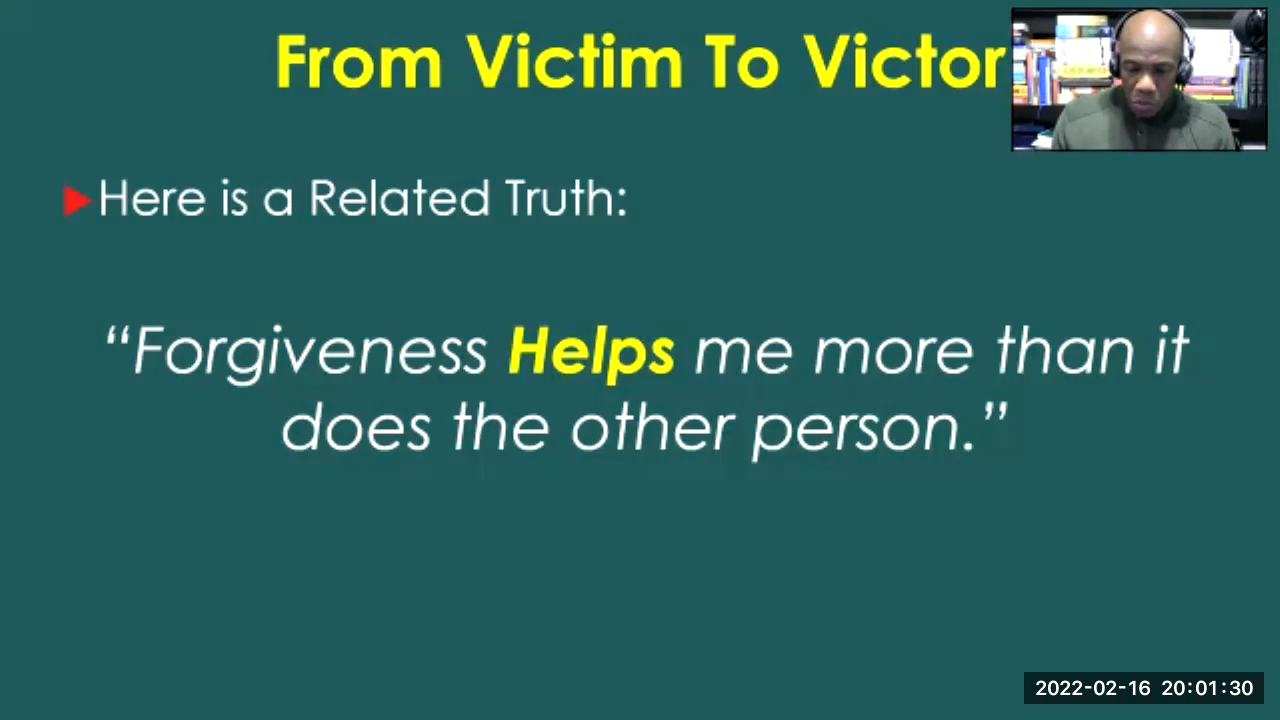 From Victim To Victor
Here is a Related Truth:
“Forgiveness Helps me more than it
does the other person.”
2022-02-16 20:01:30